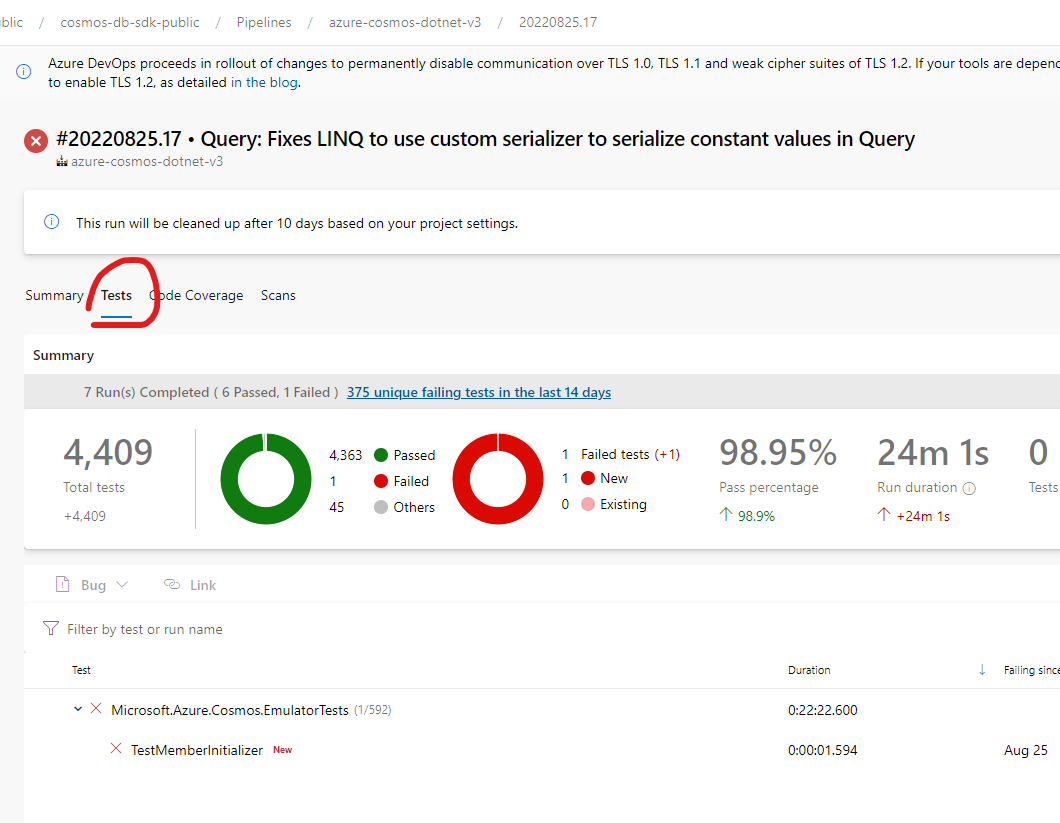 blic / cosmos-db-sdk-public / Pipelines / azure-cosmos-dotnet-v3 / 20220825.17
Azure DevOps proceeds in rollout of changes to permanently disable communication over TLS 1.0, TLS 1.1 and weak cipher suites of TLS 1.2. If your tools are depen
to enable TLS 1.2, as detailed in the blog.
#20220825.17 • Query: Fixes LINQ to use custom serializer to serialize constant values in Query
azure-cosmos-dotnet-v3
This run will be cleaned up after 10 days based on your project settings.
Summary Tests Code Coverage Scans
Summary
7 Run(s) Completed ( 6 Passed, 1 Failed ) 375 unique failing tests in the last 14 days
4,409
Total tests
+4,409
4,363 Passed
1 Failed
45 Others
1 Failed tests (+1)
1 New
0 Existing
98.95%
Pass percentage
↑ 98.9%
24m 1s
Run duration
↑ +24m 1s
0
Tests
Bug Link
Filter by test or run name
Test Duration ↓ Failing since
Microsoft.Azure.Cosmos.EmulatorTests (1/592) 0:22:22.600
TestMemberInitializer New 0:00:01.594 Aug 25